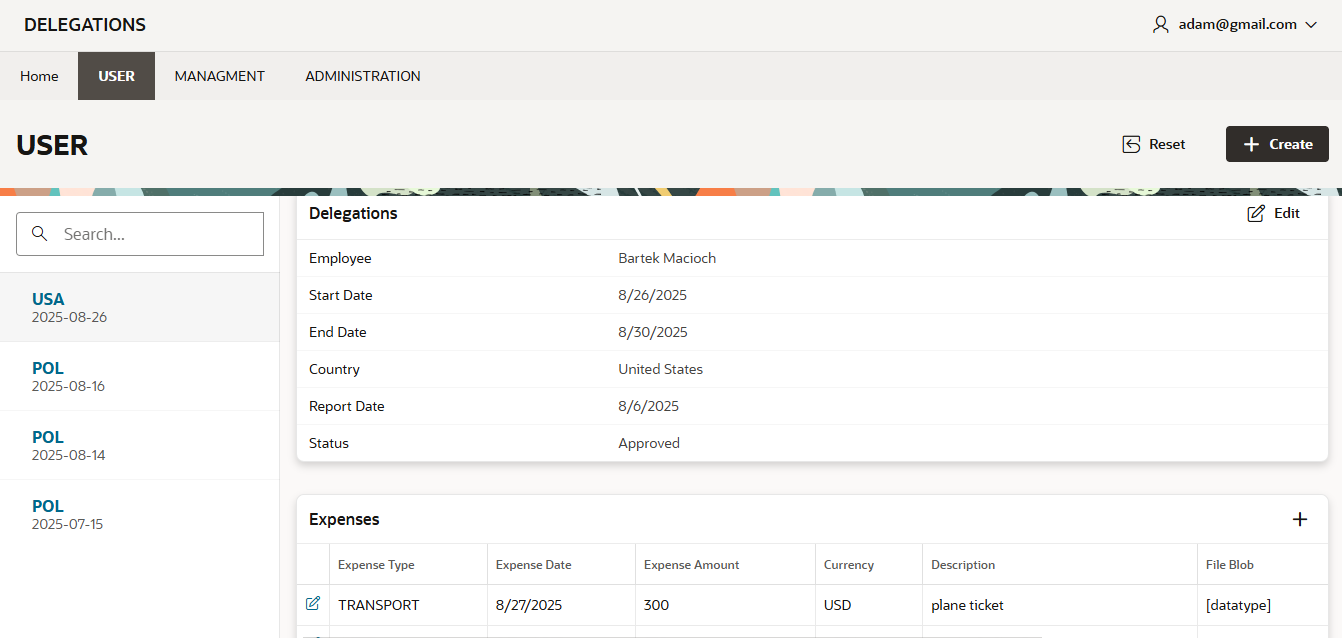 DELEGATIONS
adam@gmail.com
Home USER MANAGMENT ADMINISTRATION
USER
Reset
Create
Search...
USA
2025-08-26
POL
2025-08-16
POL
2025-08-14
POL
2025-07-15
Delegations
Edit
Employee Bartek Macioch
Start Date 8/26/2025
End Date 8/30/2025
Country United States
Report Date 8/6/2025
Status Approved
Expenses
Expense Type Expense Date Expense Amount Currency Description File Blob
TRANSPORT 8/27/2025 300 USD plane ticket [datatype]